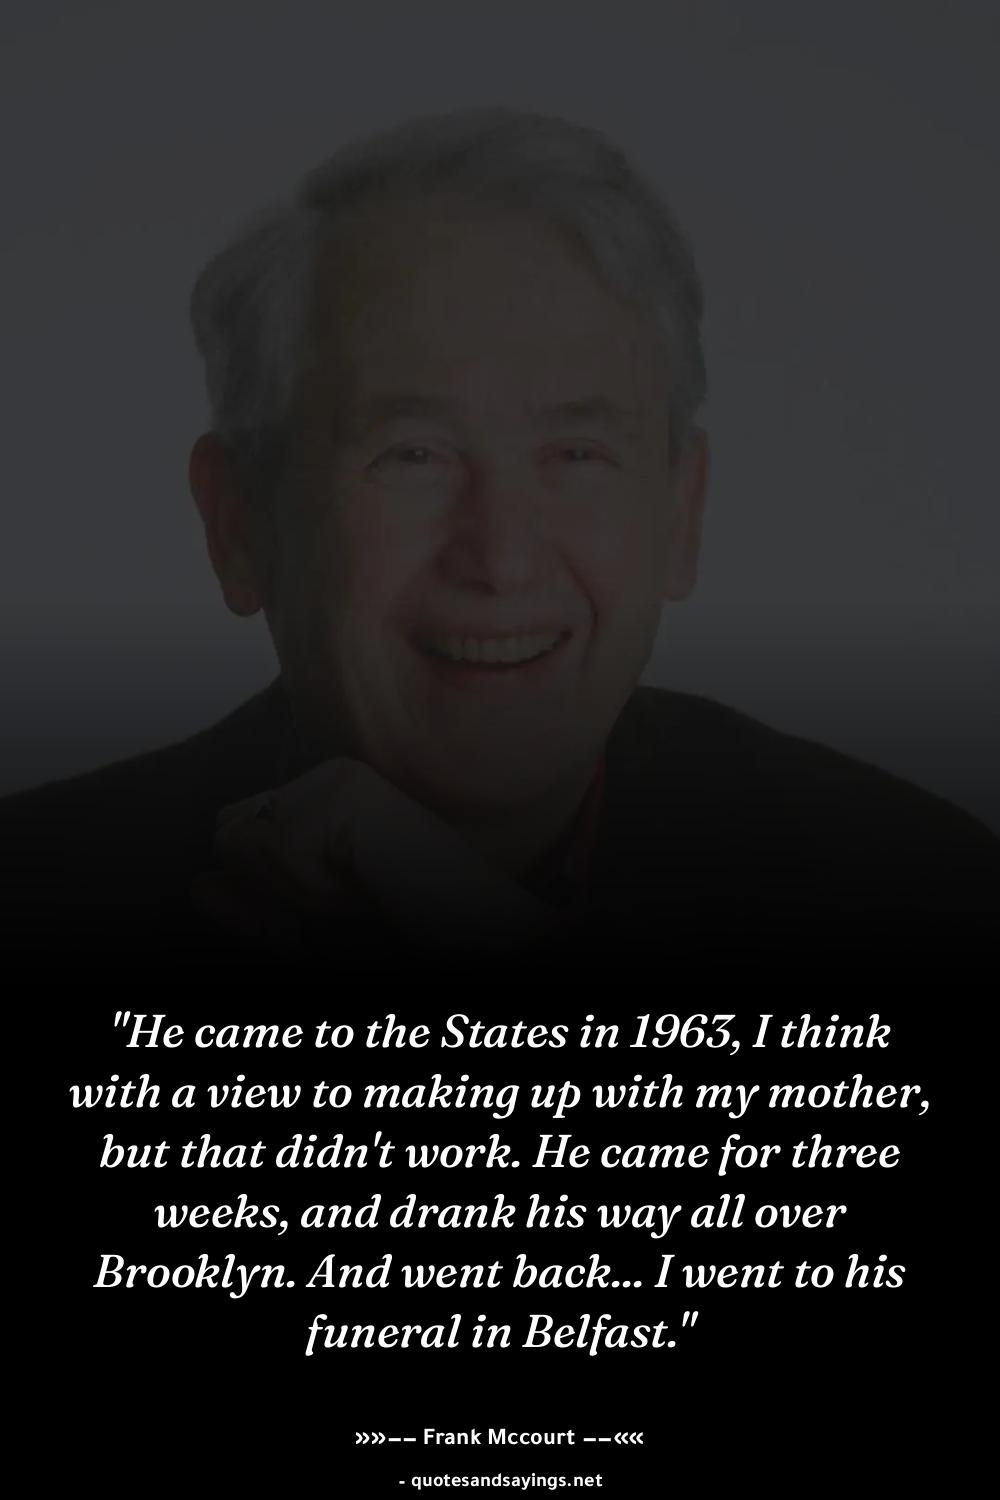 "He came to the States in 1963, I think
with a view to making up with my mother,
but that didn't work. He came for three
weeks, and drank his way all over
Brooklyn. And went back... I went to his
funeral in Belfast."
»»–– Frank Mccourt ––««
- quotesandsayings.net